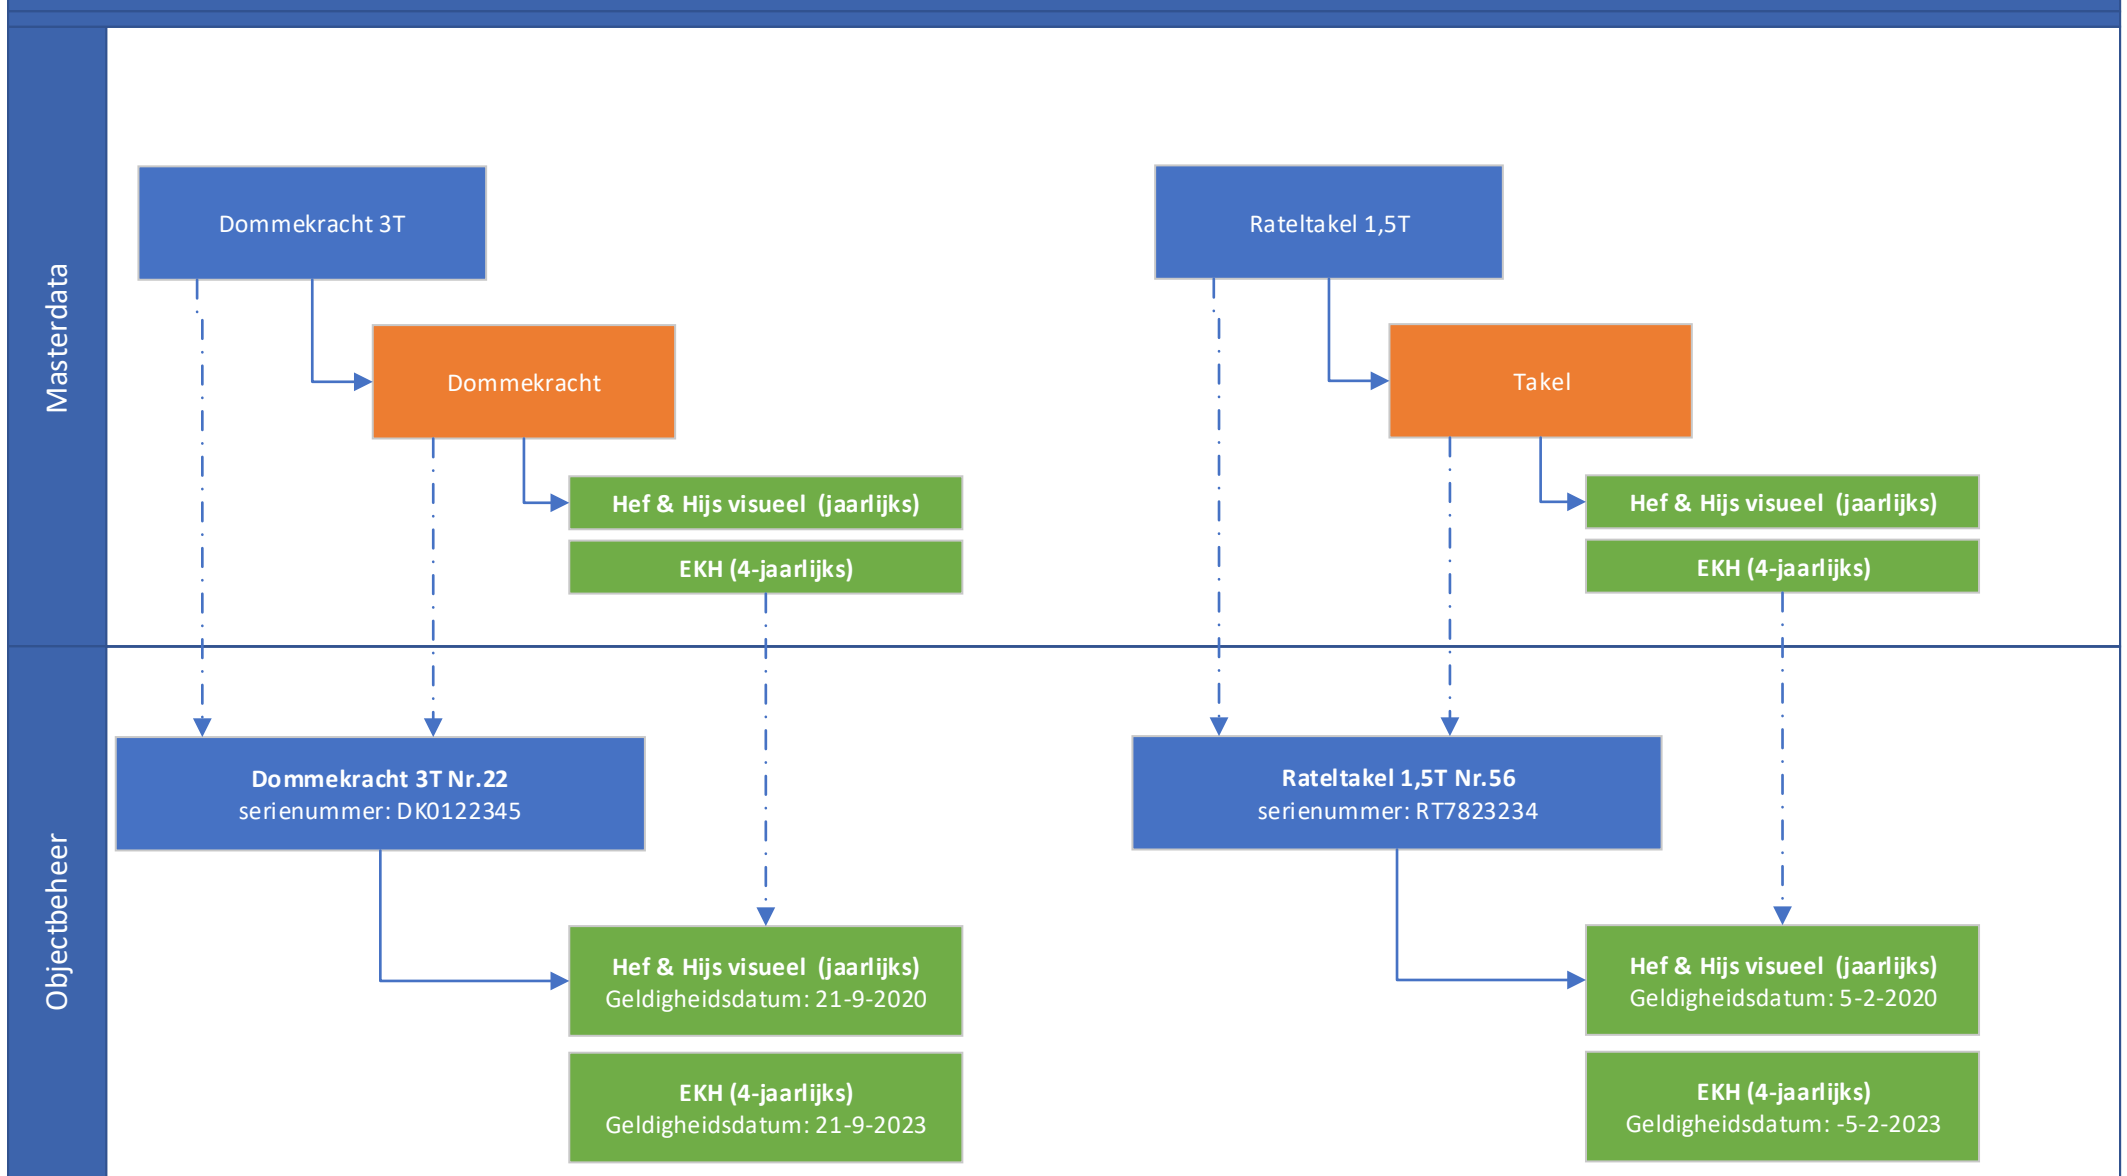 Masterdata
Dommekracht 3T
Dommekracht
Hef & Hijs visueel (jaarlijks)
EKH (4-jaarlijks)
Rateltakel 1,5T
Takel
Hef & Hijs visueel (jaarlijks)
EKH (4-jaarlijks)
Objectbeheer
Dommekracht 3T Nr.22
serienummer: DK0122345
Hef & Hijs visueel (jaarlijks)
Geldigheidsdatum: 21-9-2020
EKH (4-jaarlijks)
Geldigheidsdatum: 21-9-2023
Rateltakel 1,5T Nr.56
serienummer: RT7823234
Hef & Hijs visueel (jaarlijks)
Geldigheidsdatum: 5-2-2020
EKH (4-jaarlijks)
Geldigheidsdatum: -5-2-2023